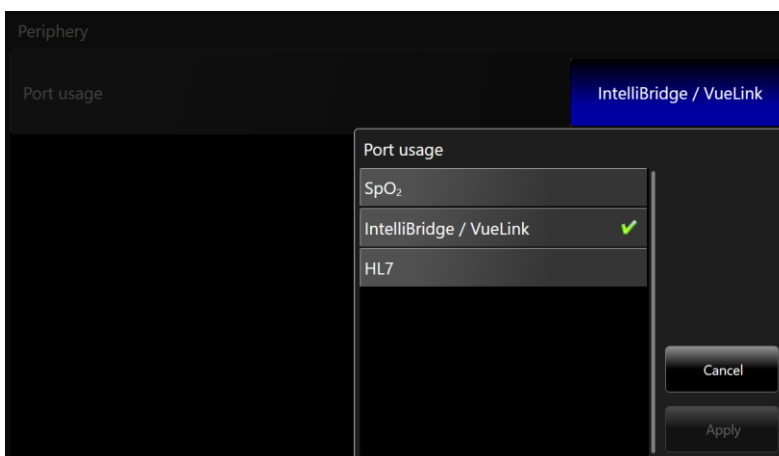 Periphery
Port usage
IntelliBridge / VueLink
Port usage
SpO₂
IntelliBridge / VueLink
HL7
Cancel
Apply